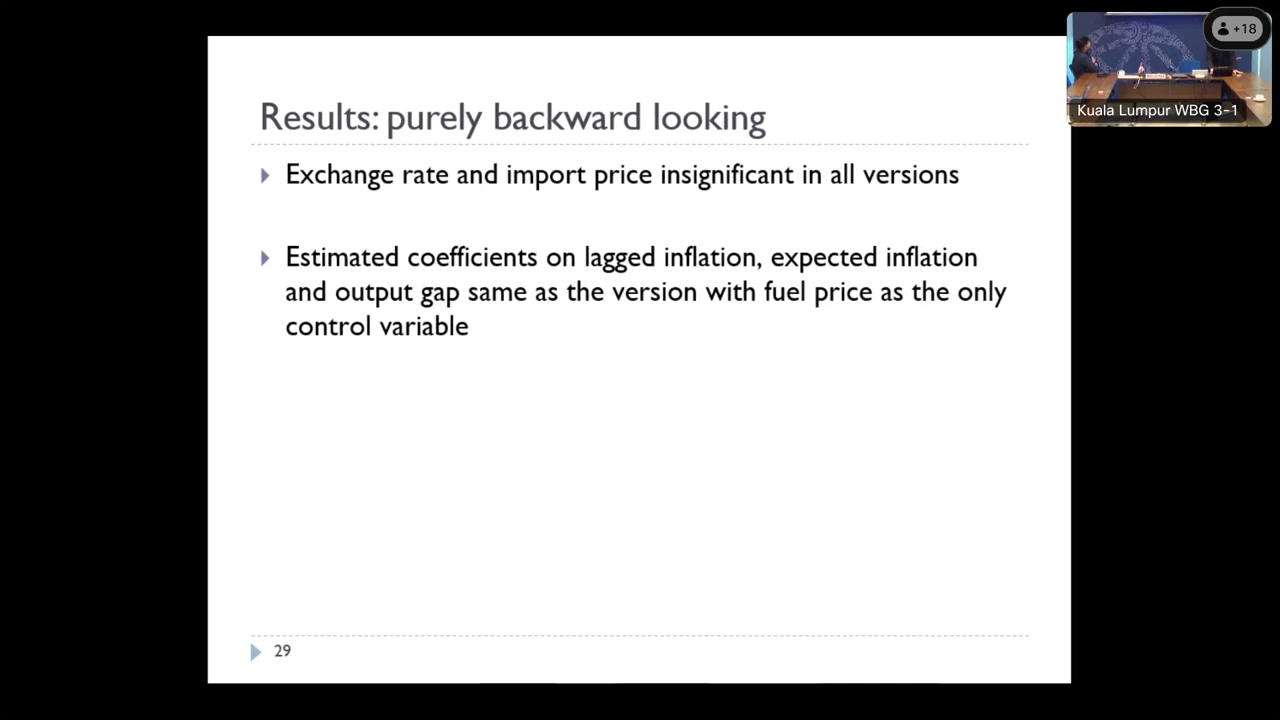 +18
Kuala Lumpur WBG 3-1
Results: purely backward looking
Exchange rate and import price insignificant in all versions
Estimated coefficients on lagged inflation, expected inflation
and output gap same as the version with fuel price as the only
control variable
29